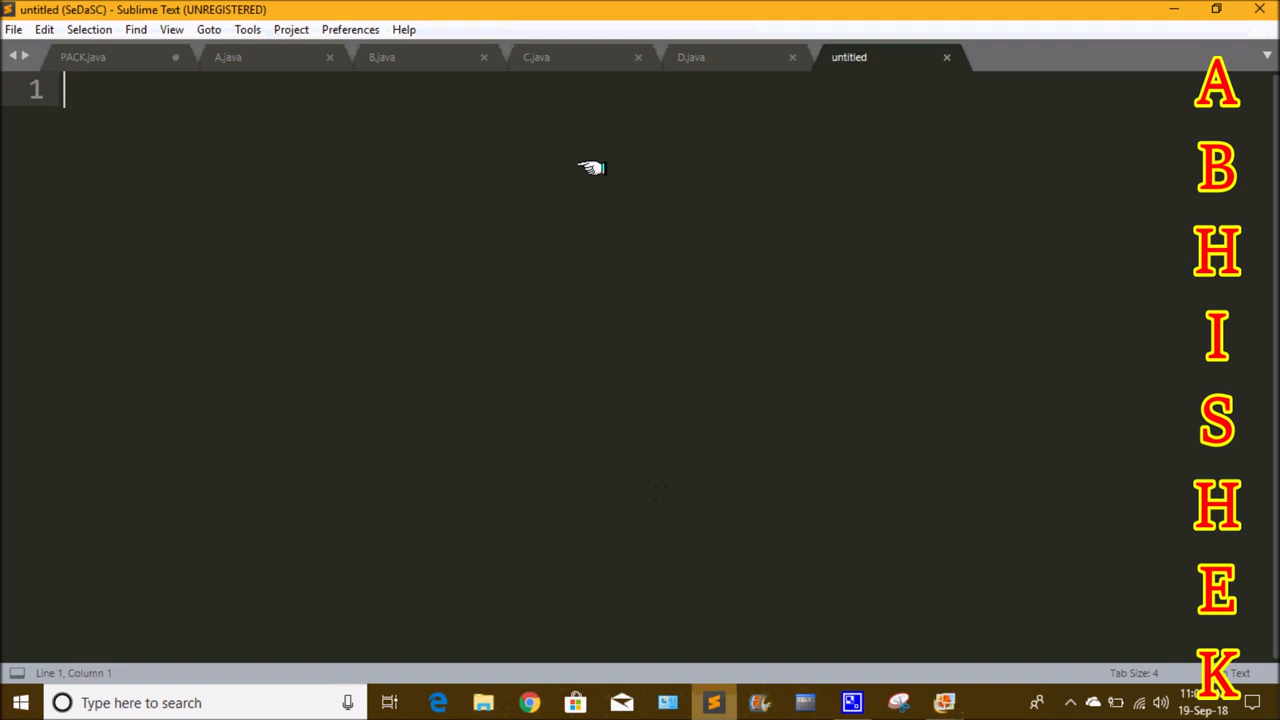 untitled (SeDaSC) - Sublime Text (UNREGISTERED)
File Edit Selection Find View Goto Tools Project Preferences Help
PACK.java A.java B.java C.java D.java untitled
1
A
B
H
I
S
H
E
K
Line 1, Column 1 Tab Size: 4 Text
Type here to search
19-Sep-18